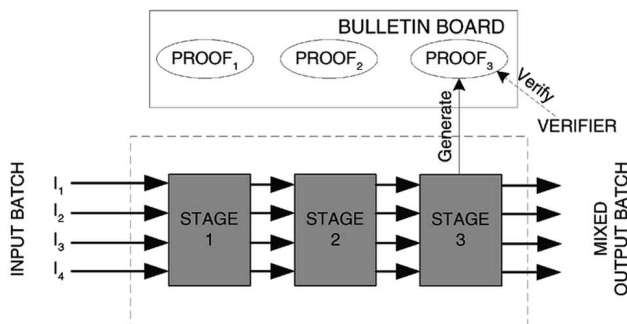 BULLETIN BOARD
PROOF1
PROOF2
PROOF3
Verify
VERIFIER
Generate
INPUT BATCH
I1
I2
I3
I4
STAGE
1
STAGE
2
STAGE
3
MIXED
OUTPUT BATCH